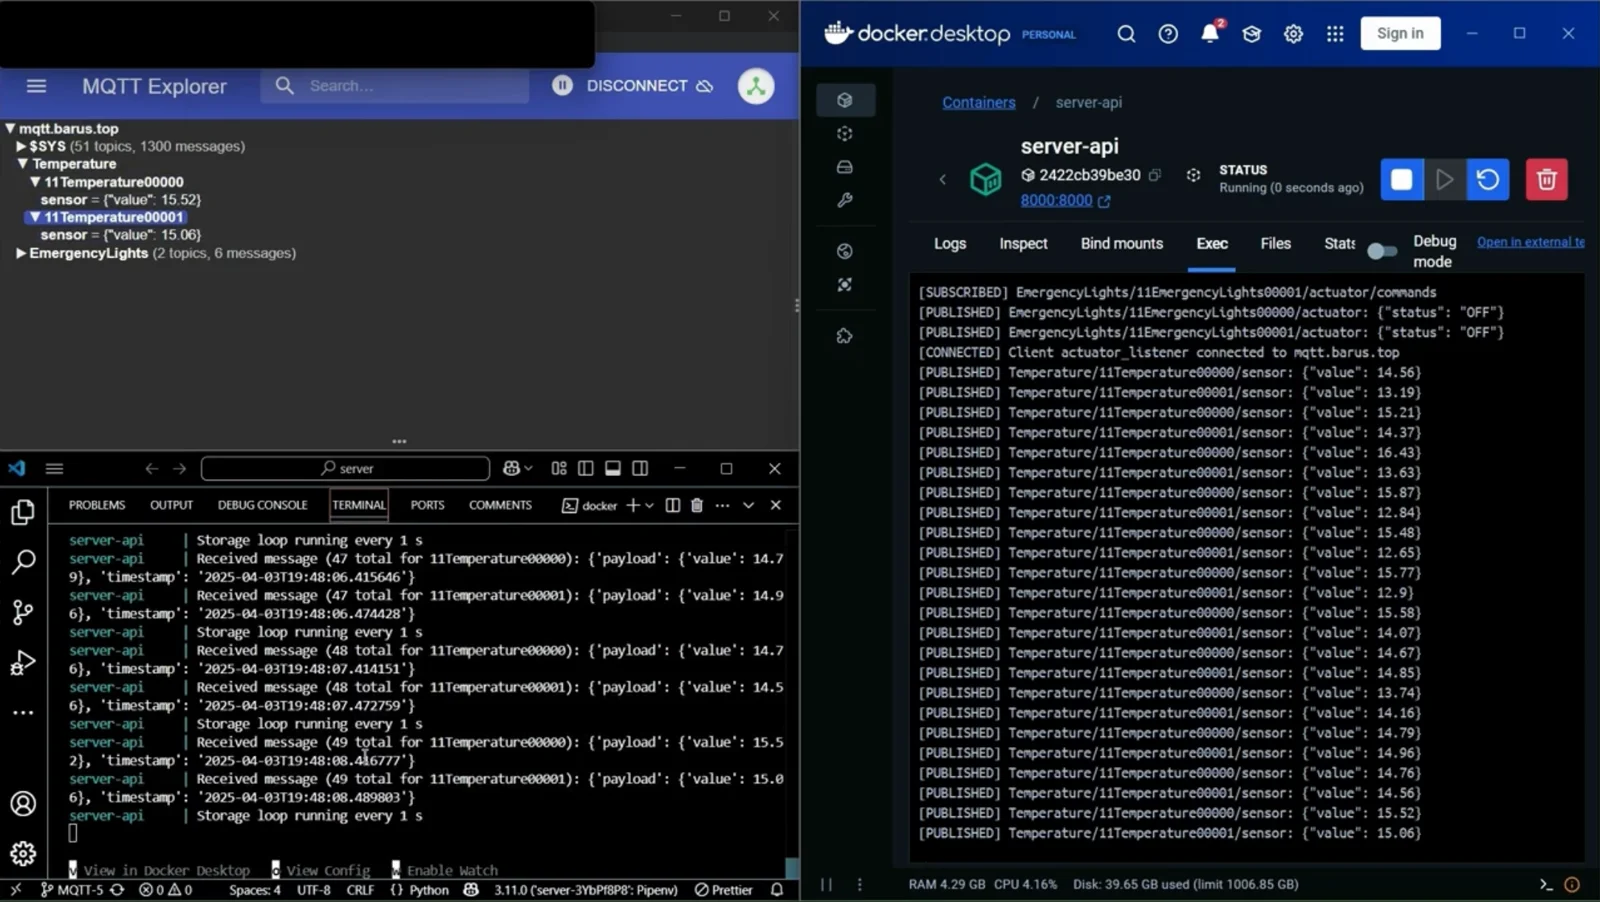 MQTT Explorer
Search...
DISCONNECT
▼ mqtt.barus.top
▶ $SYS (51 topics, 1300 messages)
▼ Temperature
▼ 11Temperature00000
sensor = {"value": 15.52}
▼ 11Temperature00001
sensor = {"value": 15.06}
▶ EmergencyLights (2 topics, 6 messages)
server
PROBLEMS OUTPUT DEBUG CONSOLE TERMINAL PORTS COMMENTS docker
server-api | Storage loop running every 1 s
server-api | Received message (47 total for 11Temperature00000): {'payload': {'value': 14.7
9}, 'timestamp': '2025-04-03T19:48:06.415646'}
server-api | Received message (47 total for 11Temperature00001): {'payload': {'value': 14.9
6}, 'timestamp': '2025-04-03T19:48:06.474428'}
server-api | Storage loop running every 1 s
server-api | Received message (48 total for 11Temperature00000): {'payload': {'value': 14.7
6}, 'timestamp': '2025-04-03T19:48:07.414151'}
server-api | Received message (48 total for 11Temperature00001): {'payload': {'value': 14.5
6}, 'timestamp': '2025-04-03T19:48:07.472759'}
server-api | Storage loop running every 1 s
server-api | Received message (49 total for 11Temperature00000): {'payload': {'value': 15.5
2}, 'timestamp': '2025-04-03T19:48:08.416777'}
server-api | Received message (49 total for 11Temperature00001): {'payload': {'value': 15.0
6}, 'timestamp': '2025-04-03T19:48:08.489803'}
server-api | Storage loop running every 1 s
v View in Docker Desktop o View Config w Enable Watch
MQTT-5 0 0 Spaces: 4 UTF-8 CRLF {} Python 3.11.0 ('server-3YbPf8P8': Pipenv) Prettier
docker.desktop PERSONAL 2 Sign in
Containers / server-api
server-api
2422cb39be30
8000:8000
STATUS
Running (0 seconds ago)
Logs Inspect Bind mounts Exec Files Stats Debug mode Open in external te
[SUBSCRIBED] EmergencyLights/11EmergencyLights00001/actuator/commands
[PUBLISHED] EmergencyLights/11EmergencyLights00000/actuator: {"status": "OFF"}
[PUBLISHED] EmergencyLights/11EmergencyLights00001/actuator: {"status": "OFF"}
[CONNECTED] Client actuator_listener connected to mqtt.barus.top
[PUBLISHED] Temperature/11Temperature00000/sensor: {"value": 14.56}
[PUBLISHED] Temperature/11Temperature00001/sensor: {"value": 13.19}
[PUBLISHED] Temperature/11Temperature00000/sensor: {"value": 15.21}
[PUBLISHED] Temperature/11Temperature00001/sensor: {"value": 14.37}
[PUBLISHED] Temperature/11Temperature00000/sensor: {"value": 16.43}
[PUBLISHED] Temperature/11Temperature00001/sensor: {"value": 13.63}
[PUBLISHED] Temperature/11Temperature00000/sensor: {"value": 15.87}
[PUBLISHED] Temperature/11Temperature00001/sensor: {"value": 12.84}
[PUBLISHED] Temperature/11Temperature00000/sensor: {"value": 15.48}
[PUBLISHED] Temperature/11Temperature00001/sensor: {"value": 12.65}
[PUBLISHED] Temperature/11Temperature00000/sensor: {"value": 15.77}
[PUBLISHED] Temperature/11Temperature00001/sensor: {"value": 12.9}
[PUBLISHED] Temperature/11Temperature00000/sensor: {"value": 15.58}
[PUBLISHED] Temperature/11Temperature00001/sensor: {"value": 14.07}
[PUBLISHED] Temperature/11Temperature00000/sensor: {"value": 14.67}
[PUBLISHED] Temperature/11Temperature00001/sensor: {"value": 14.85}
[PUBLISHED] Temperature/11Temperature00000/sensor: {"value": 13.74}
[PUBLISHED] Temperature/11Temperature00001/sensor: {"value": 14.16}
[PUBLISHED] Temperature/11Temperature00000/sensor: {"value": 14.79}
[PUBLISHED] Temperature/11Temperature00001/sensor: {"value": 14.96}
[PUBLISHED] Temperature/11Temperature00000/sensor: {"value": 14.76}
[PUBLISHED] Temperature/11Temperature00001/sensor: {"value": 14.56}
[PUBLISHED] Temperature/11Temperature00000/sensor: {"value": 15.52}
[PUBLISHED] Temperature/11Temperature00001/sensor: {"value": 15.06}
RAM 4.29 GB CPU 4.16% Disk: 39.65 GB used (limit 1006.85 GB)